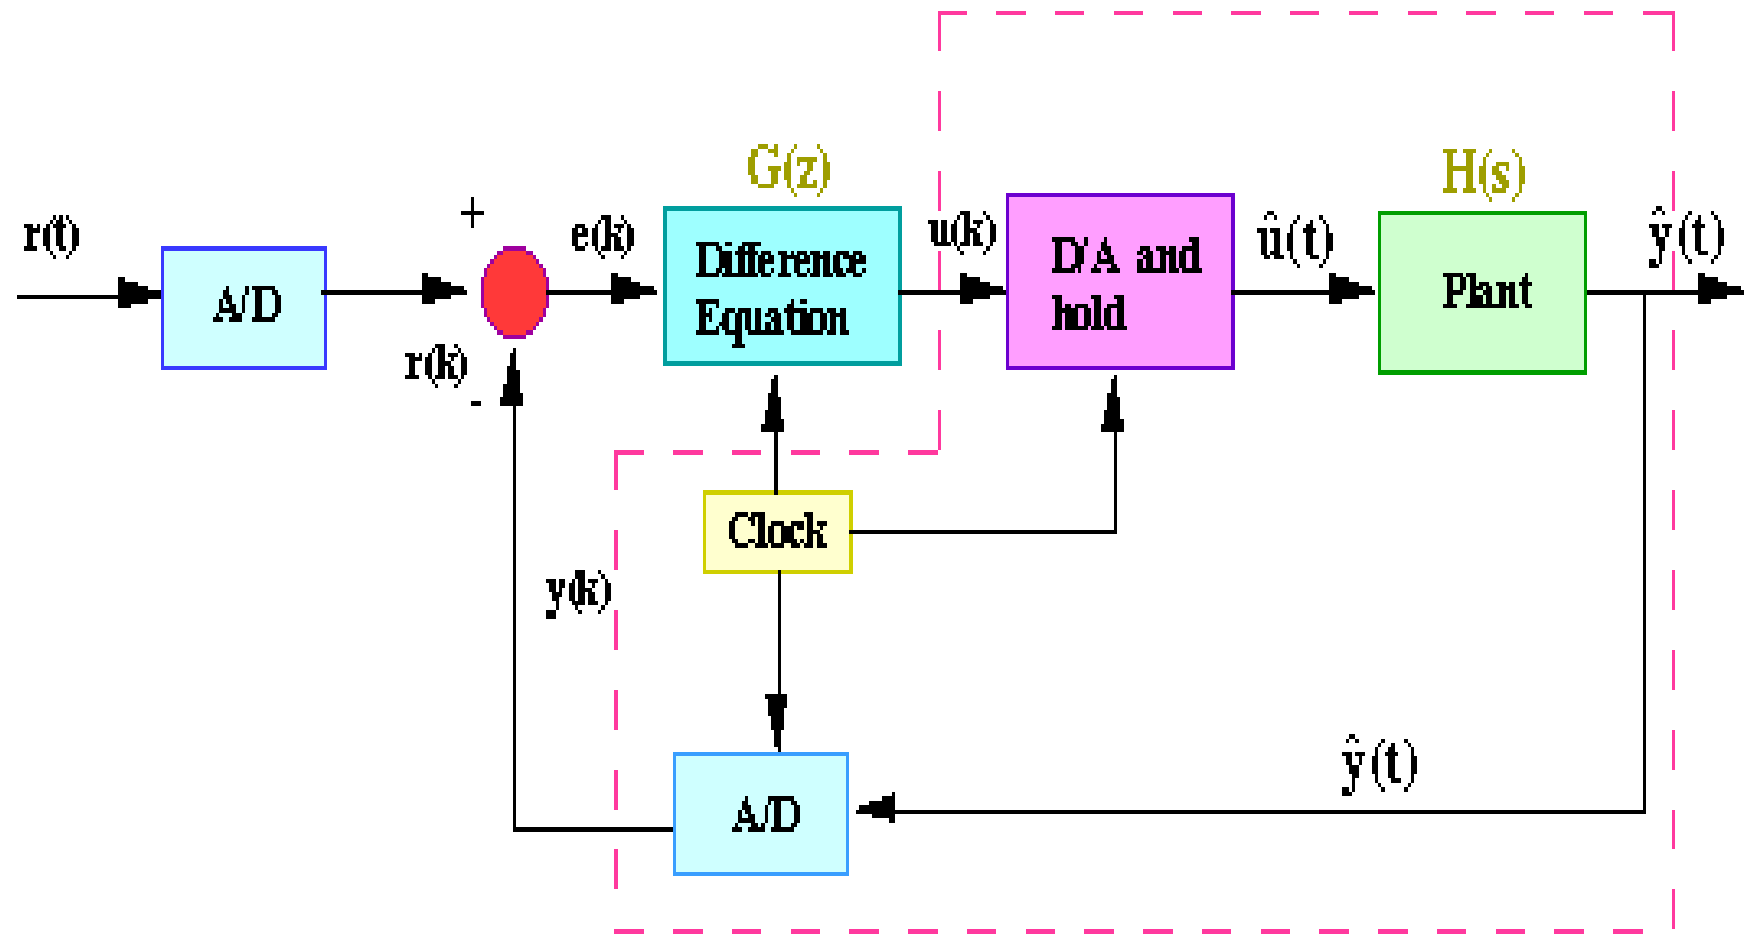 G(z)
H(s)
r(t)
+
e(k)
u(k)
û(t)
ŷ(t)
A/D
Difference
Equation
D/A and
hold
Plant
r(k)
-
Clock
y(k)
ŷ(t)
A/D